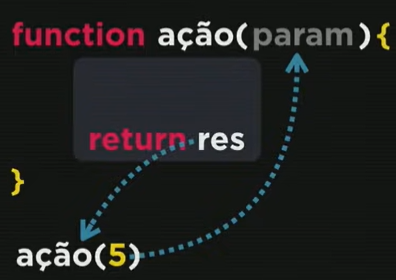 function ação(param){
return res
}
ação(5)